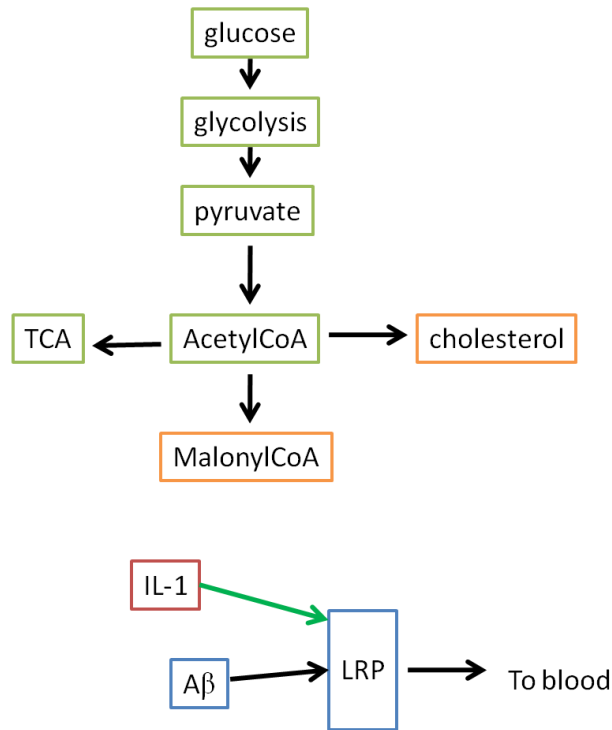 glucose
glycolysis
pyruvate
TCA
AcetylCoA
cholesterol
MalonylCoA
IL-1
Aβ
LRP
To blood